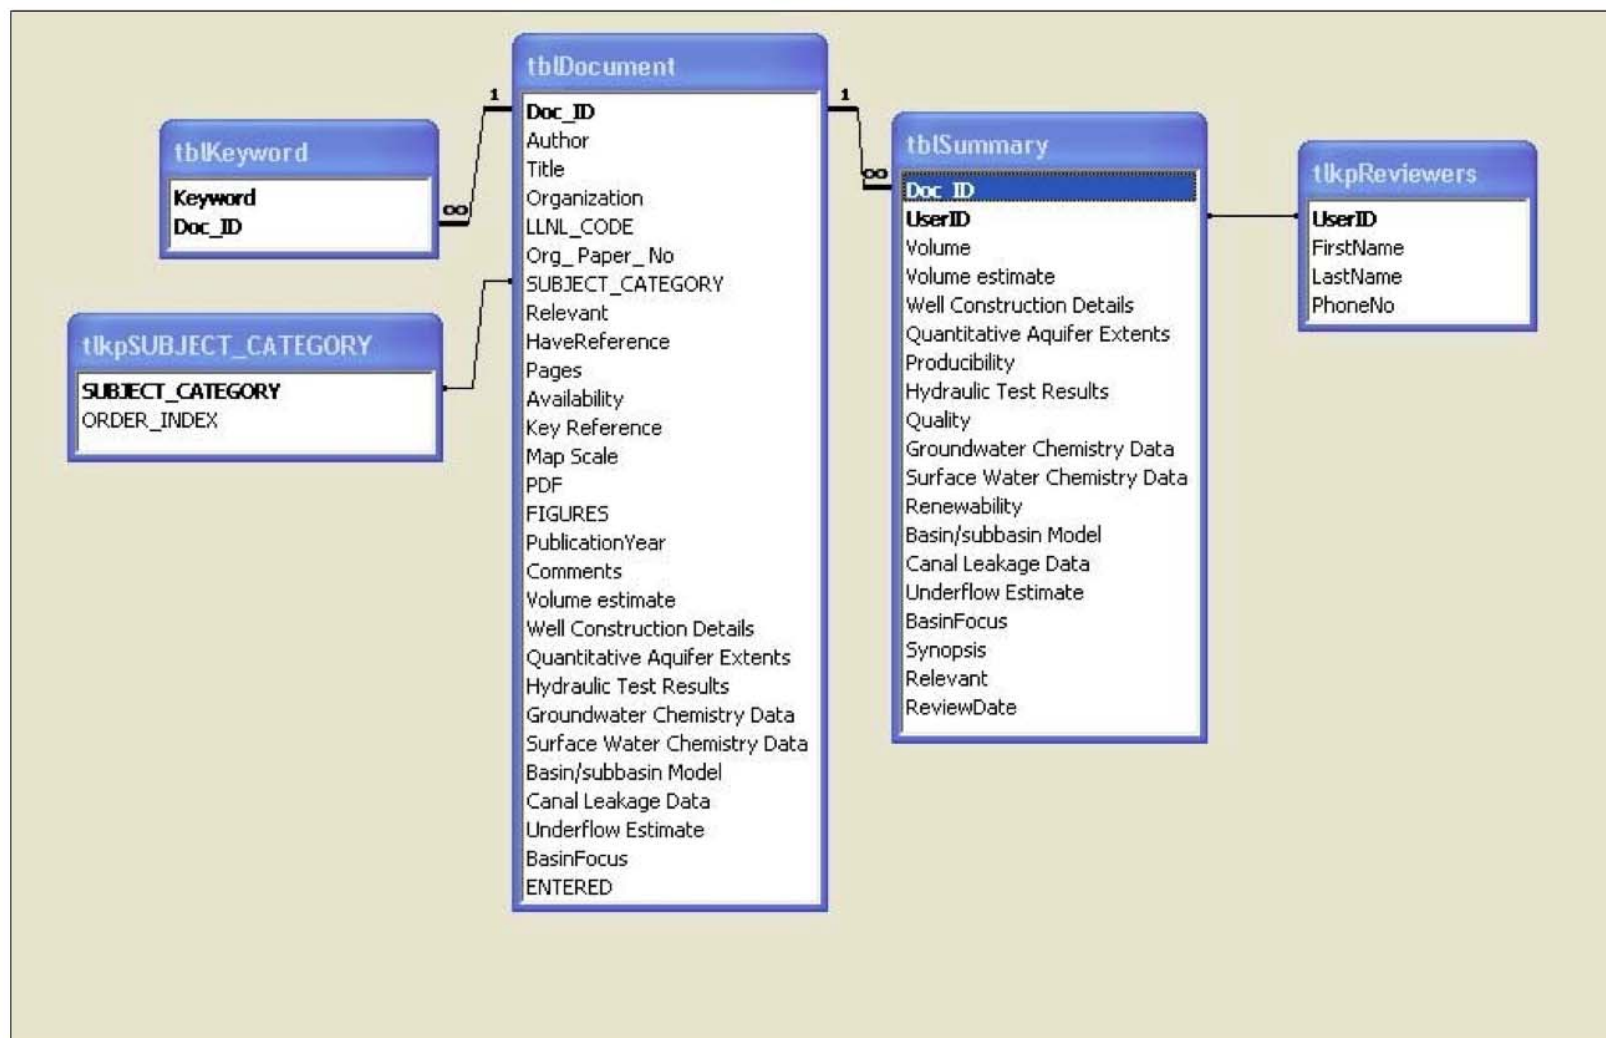 tblKeyword
Keyword
Doc_ID
tlkpSUBJECT_CATEGORY
SUBJECT_CATEGORY
ORDER_INDEX
1
∞
tblDocument
Doc_ID
Author
Title
Organization
LLNL_CODE
Org_ Paper_ No
SUBJECT_CATEGORY
Relevant
HaveReference
Pages
Availability
Key Reference
Map Scale
PDF
FIGURES
PublicationYear
Comments
Volume estimate
Well Construction Details
Quantitative Aquifer Extents
Hydraulic Test Results
Groundwater Chemistry Data
Surface Water Chemistry Data
Basin/subbasin Model
Canal Leakage Data
Underflow Estimate
BasinFocus
ENTERED
1
∞
tblSummary
Doc_ID
UserID
Volume
Volume estimate
Well Construction Details
Quantitative Aquifer Extents
Producibility
Hydraulic Test Results
Quality
Groundwater Chemistry Data
Surface Water Chemistry Data
Renewability
Basin/subbasin Model
Canal Leakage Data
Underflow Estimate
BasinFocus
Synopsis
Relevant
ReviewDate
tlkpReviewers
UserID
FirstName
LastName
PhoneNo